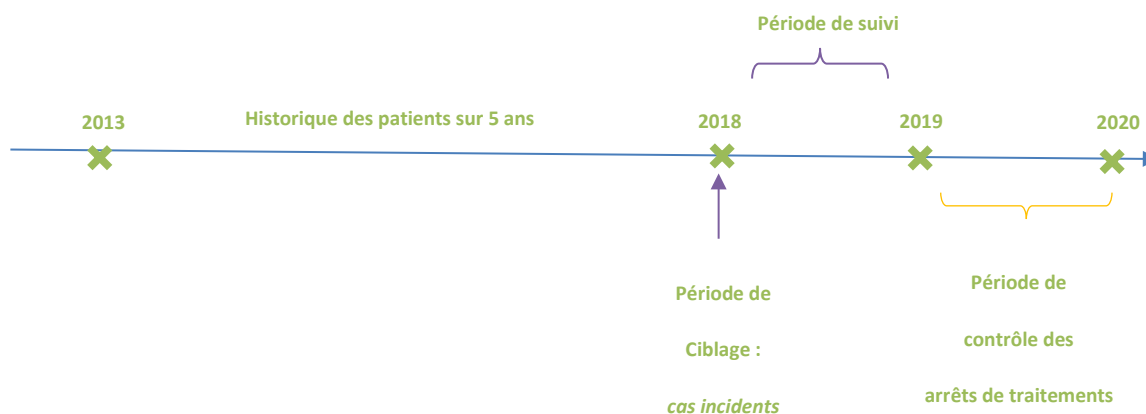 Période de suivi
2013
Historique des patients sur 5 ans
2018
2019
2020
Période de
Ciblage :
cas incidents
Période de
contrôle des
arrêts de traitements